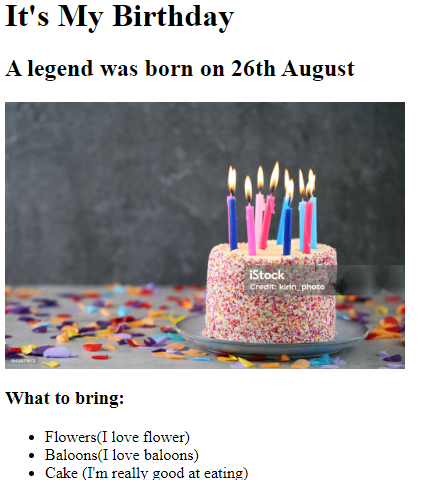 It's My Birthday
A legend was born on 26th August
iStock
Credit: kirin_photo
What to bring:
Flowers(I love flower)
Baloons(I love baloons)
Cake (I'm really good at eating)